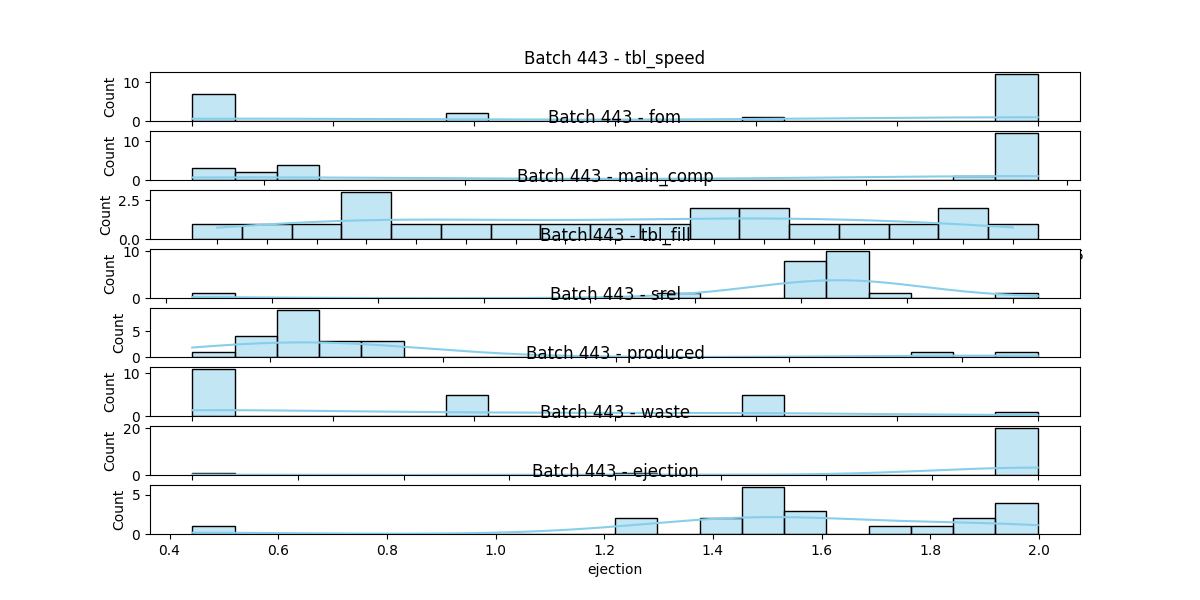 Batch 443 - tbl_speed
Count
10
0
Batch 443 - fom
Count
10
0
Batch 443 - main_comp
Count
2.5
0.0
Batch 443 - tbl_fill
Count
10
0
Batch 443 - srel
Count
5
0
Batch 443 - produced
Count
10
0
Batch 443 - waste
Count
20
0
Batch 443 - ejection
Count
5
0
0.4 0.6 0.8 1.0 1.2 1.4 1.6 1.8 2.0
ejection